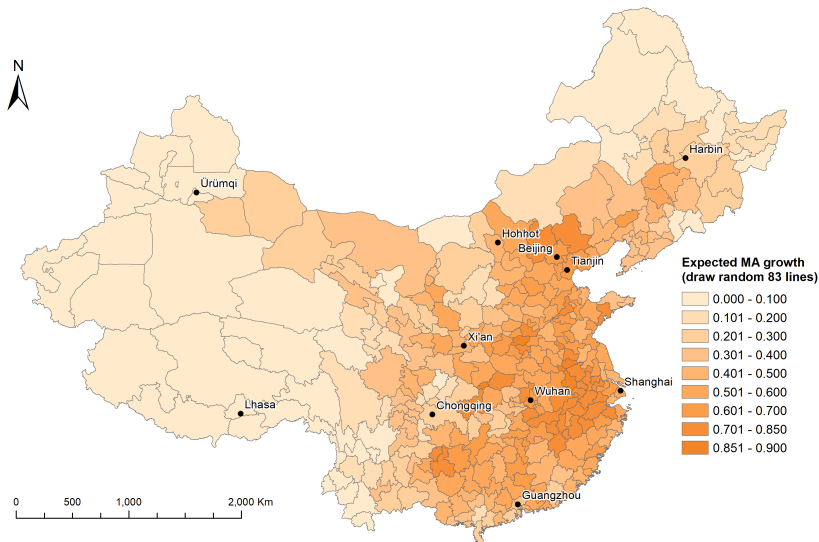 N
Harbin
Ürümqi
Hohhot
Beijing
Tianjin
Expected MA growth
(draw random 83 lines)
0.000 - 0.100
0.101 - 0.200
0.201 - 0.300
0.301 - 0.400
0.401 - 0.500
0.501 - 0.600
0.601 - 0.700
0.701 - 0.850
0.851 - 0.900
Xi'an
Shanghai
Wuhan
Lhasa
Chongqing
Guangzhou
0 500 1,000 2,000 Km